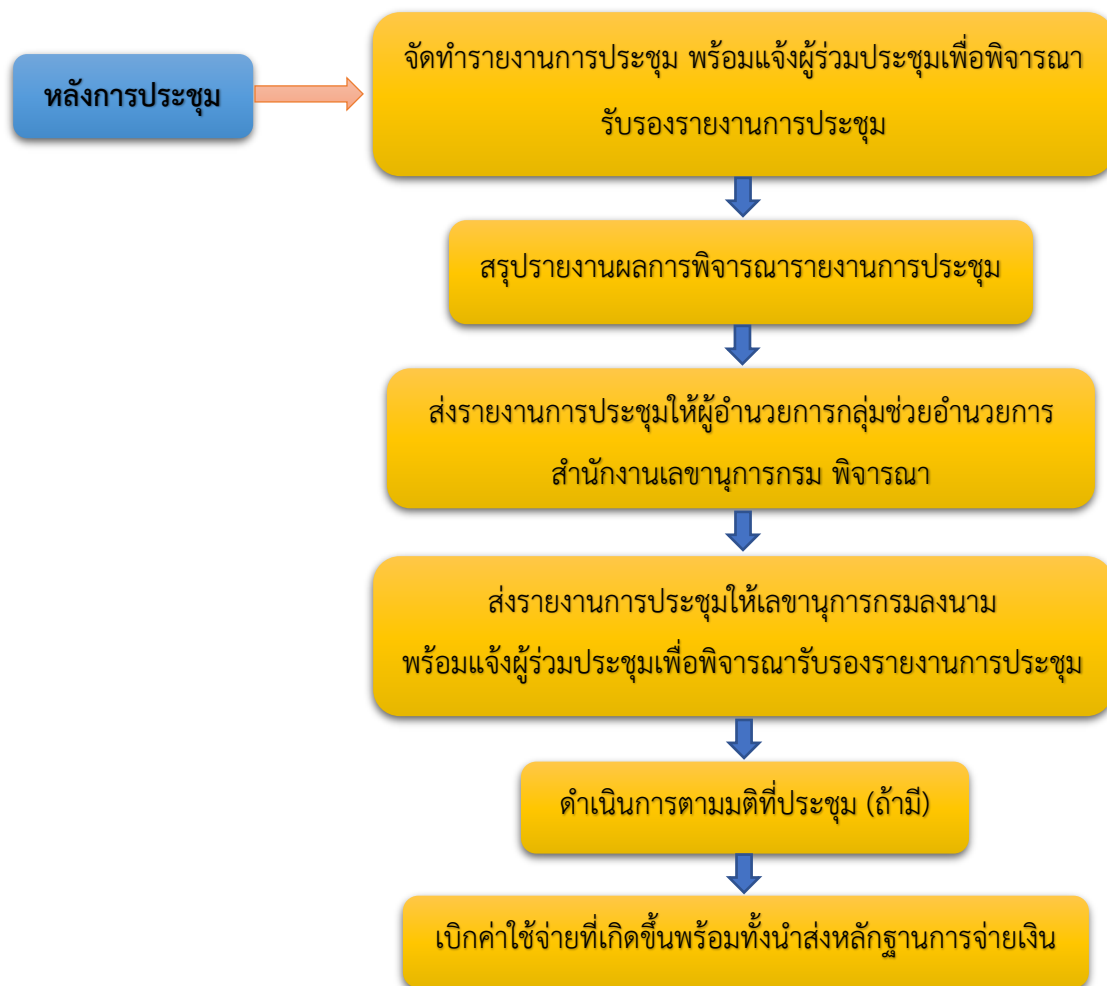 หลังการประชุม
จัดทำรายงานการประชุม พร้อมแจ้งผู้ร่วมประชุมเพื่อพิจารณา
รับรองรายงานการประชุม
สรุปรายงานผลการพิจารณารายงานการประชุม
ส่งรายงานการประชุมให้ผู้อำนวยการกลุ่มช่วยอำนวยการ
สำนักงานเลขานุการกรม พิจารณา
ส่งรายงานการประชุมให้เลขานุการกรมลงนาม
พร้อมแจ้งผู้ร่วมประชุมเพื่อพิจารณารับรองรายงานการประชุม
ดำเนินการตามมติที่ประชุม (ถ้ามี)
เบิกค่าใช้จ่ายที่เกิดขึ้นพร้อมทั้งนำส่งหลักฐานการจ่ายเงิน